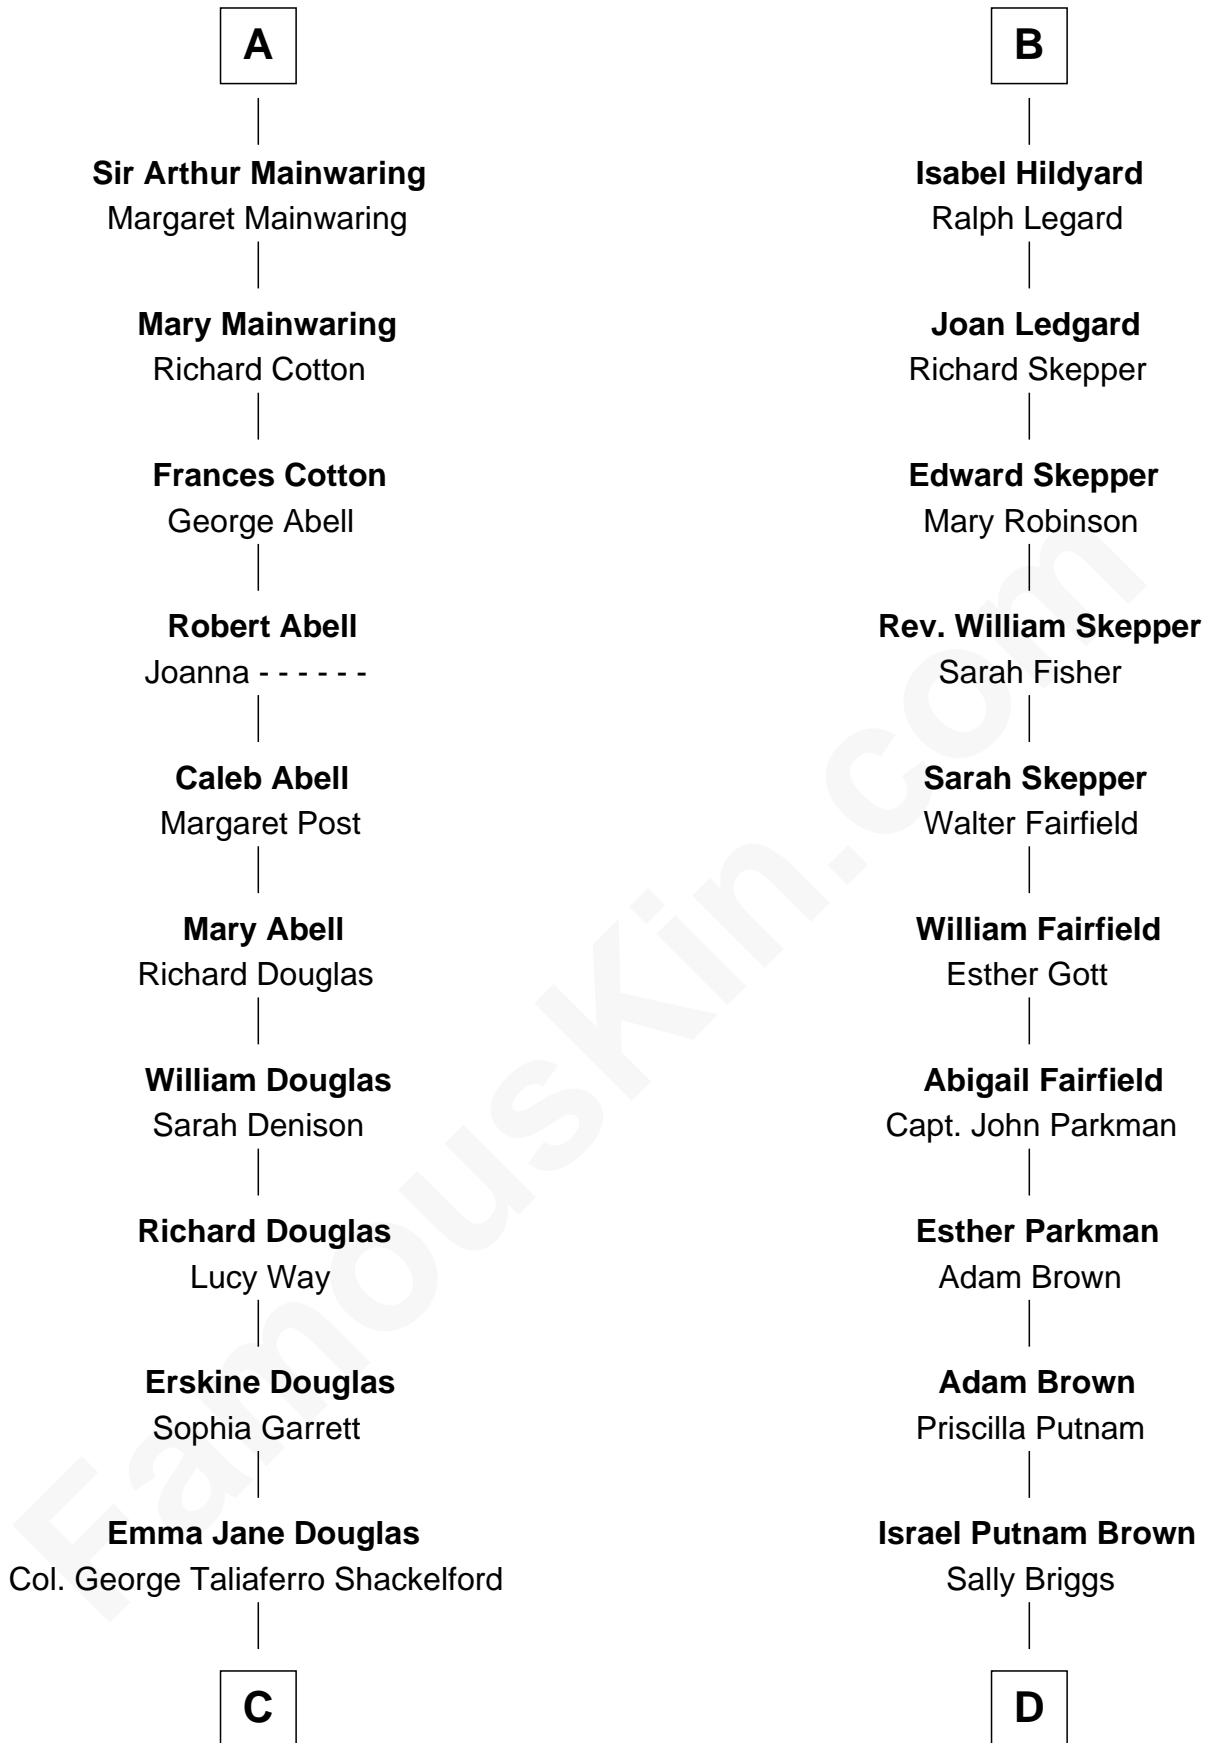 A
Sir Arthur Mainwaring
Margaret Mainwaring
Mary Mainwaring
Richard Cotton
Frances Cotton
George Abell
Robert Abell
Joanna - - - - - -
Caleb Abell
Margaret Post
Mary Abell
Richard Douglas
William Douglas
Sarah Denison
Richard Douglas
Lucy Way
Erskine Douglas
Sophia Garrett
Emma Jane Douglas
Col. George Taliaferro Shackelford
C
B
Isabel Hildyard
Ralph Legard
Joan Ledgard
Richard Skepper
Edward Skepper
Mary Robinson
Rev. William Skepper
Sarah Fisher
Sarah Skepper
Walter Fairfield
William Fairfield
Esther Gott
Abigail Fairfield
Capt. John Parkman
Esther Parkman
Adam Brown
Adam Brown
Priscilla Putnam
Israel Putnam Brown
Sally Briggs
D
FamousKin.com